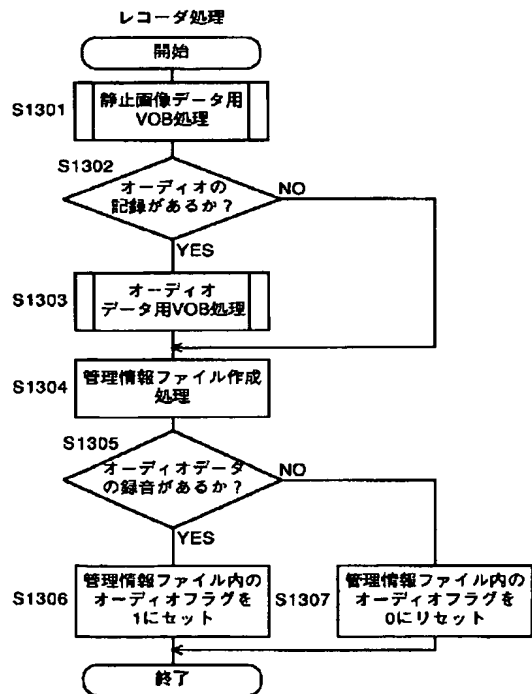 レコーダ処理
開始
S1301
静止画像データ用
VOB処理
S1302
オーディオの
記録があるか？
NO
YES
S1303
オーディオ
データ用VOB処理
S1304
管理情報ファイル作成
処理
S1305
オーディオデータ
の録音があるか？
NO
YES
S1306
管理情報ファイル内の
オーディオフラグを
1にセット
S1307
管理情報ファイル内の
オーディオフラグを
0にリセット
終了